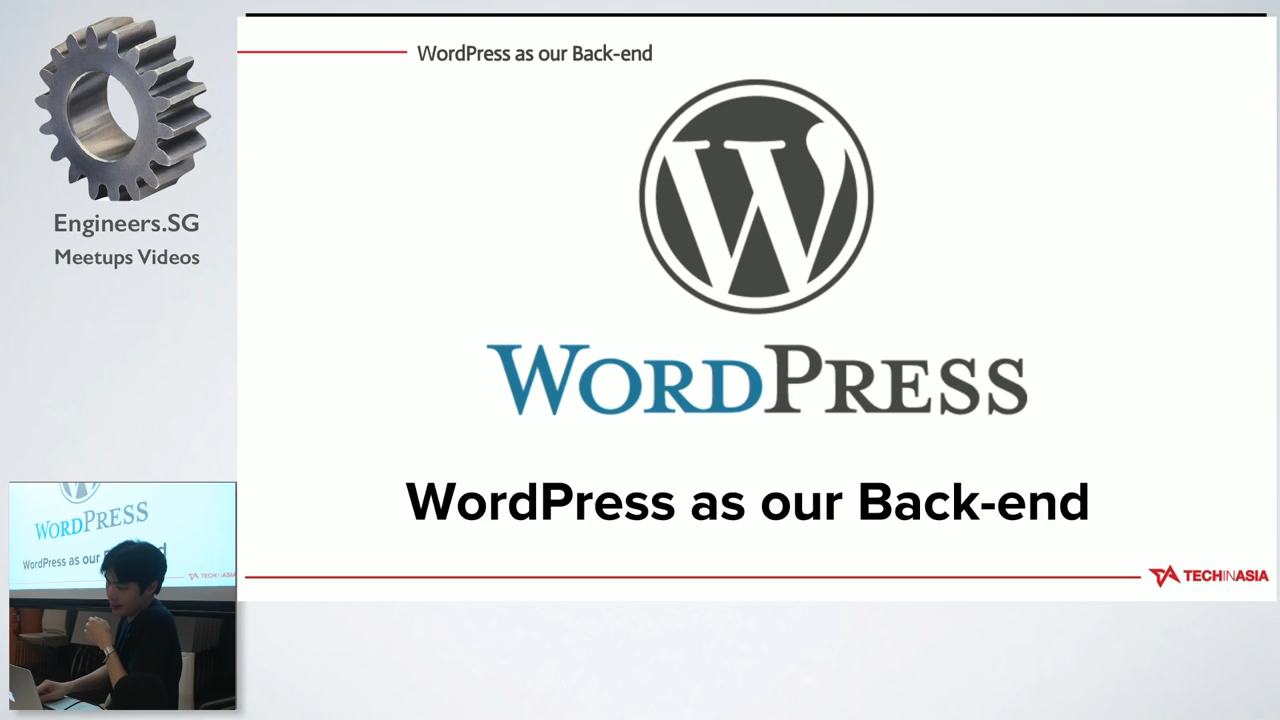 Engineers.SG
Meetups Videos
WordPress as our Back-end
WORDPRESS
WordPress as our Back-end
TECHINASIA
WORDPRESS
WordPress as our
TECHINASIA